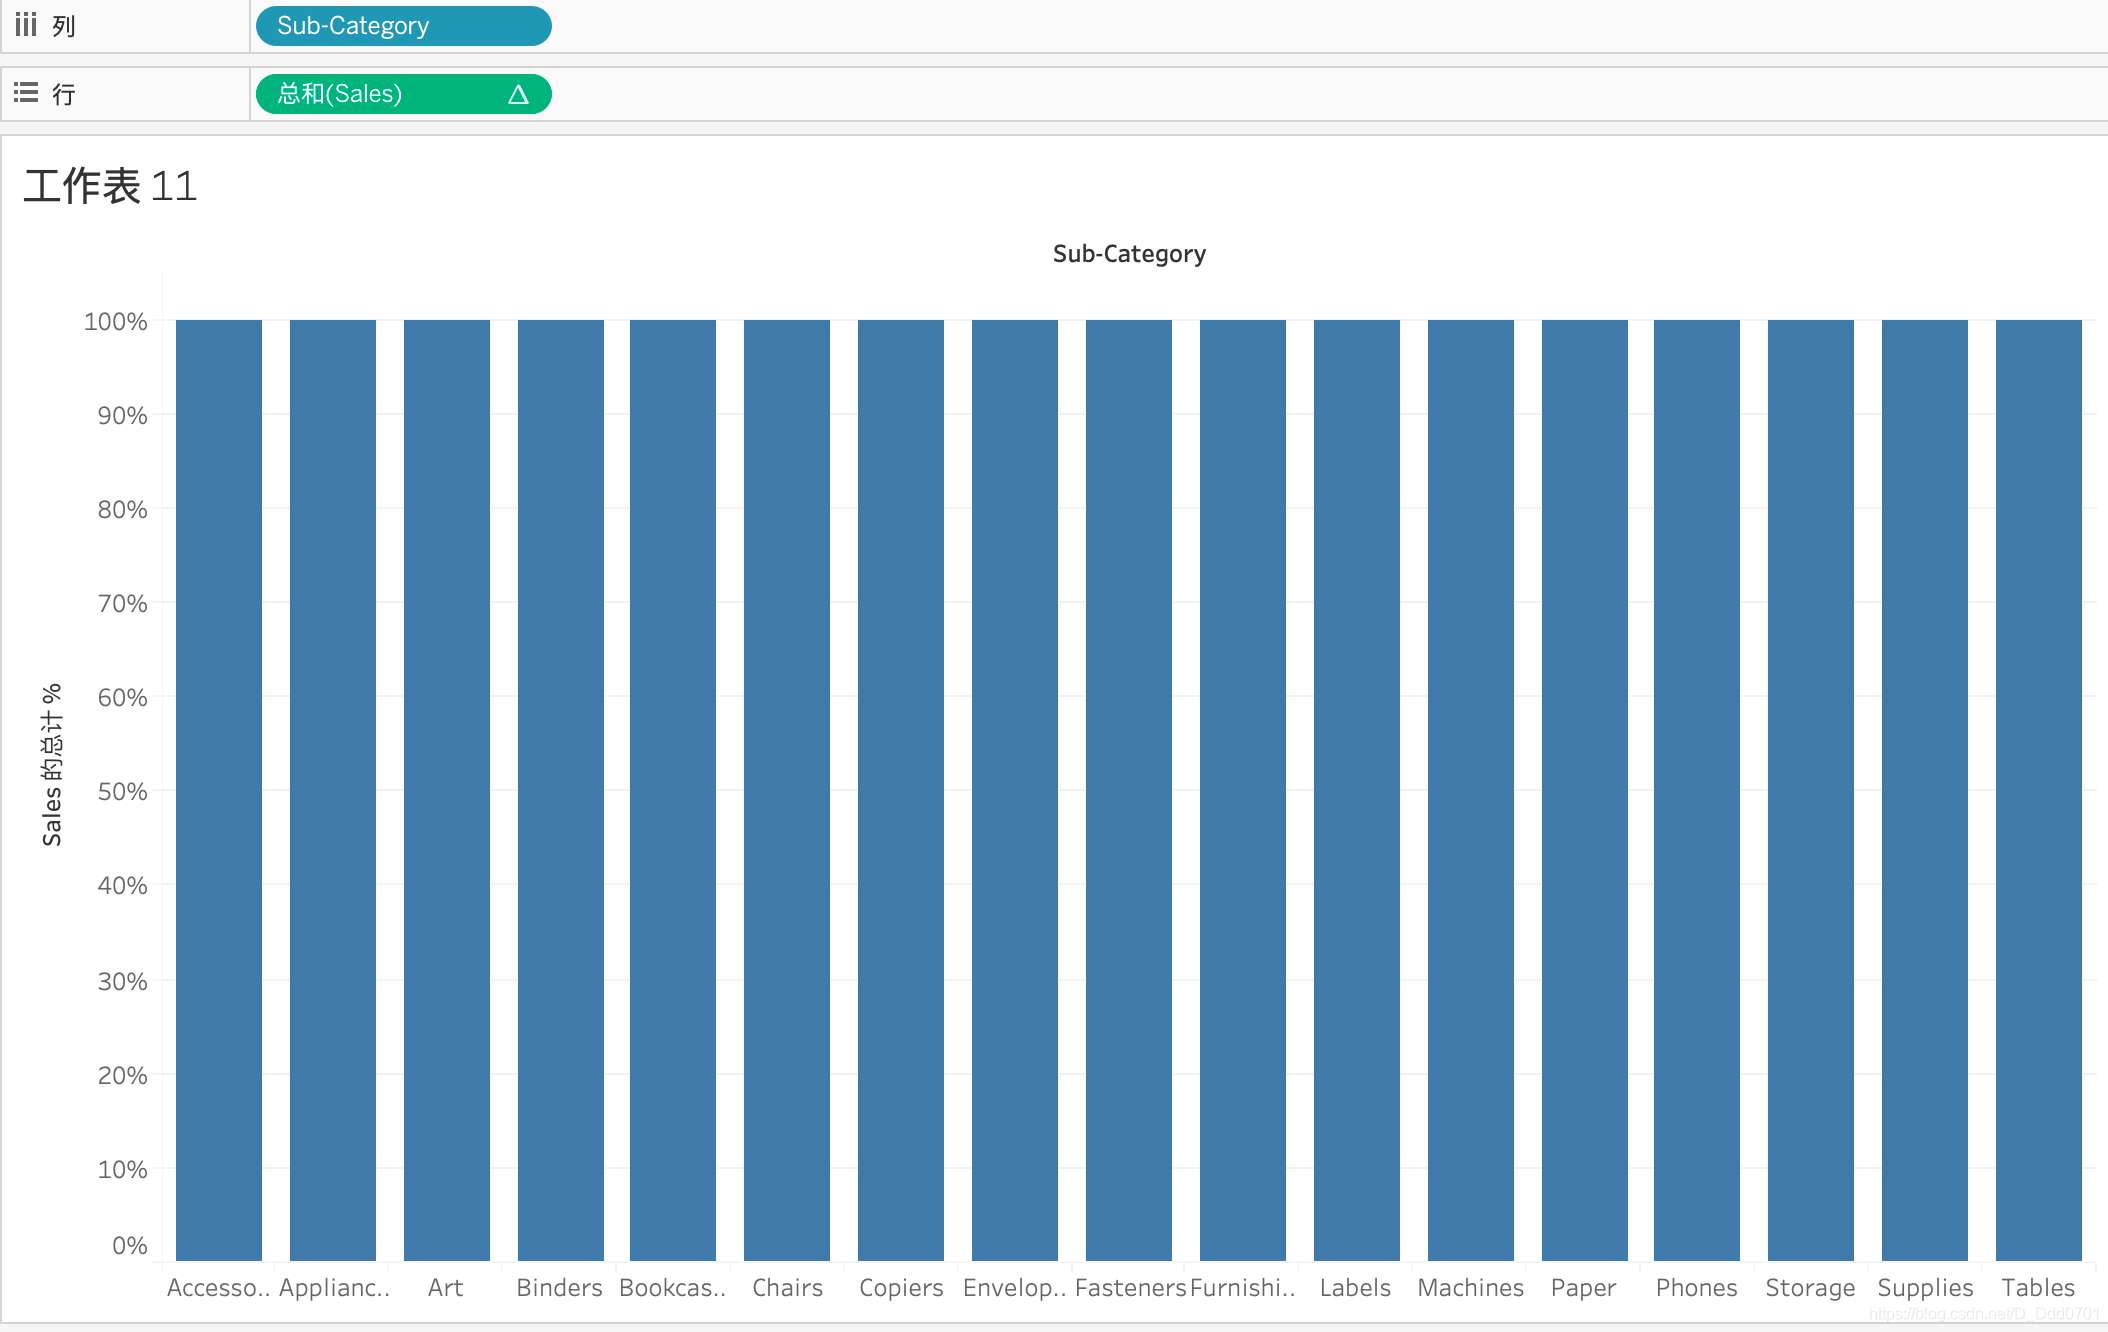 列 Sub-Category
行 总和(Sales) △
工作表 11
Sub-Category
100%
90%
80%
70%
60%
50%
40%
30%
20%
10%
0%
Sales 的总计 %
Accesso.. Applianc.. Art Binders Bookcas.. Chairs Copiers Envelop.. Fasteners Furnishi.. Labels Machines Paper Phones Storage Supplies Tables
https://blog.csdn.net/D_Ddd0701